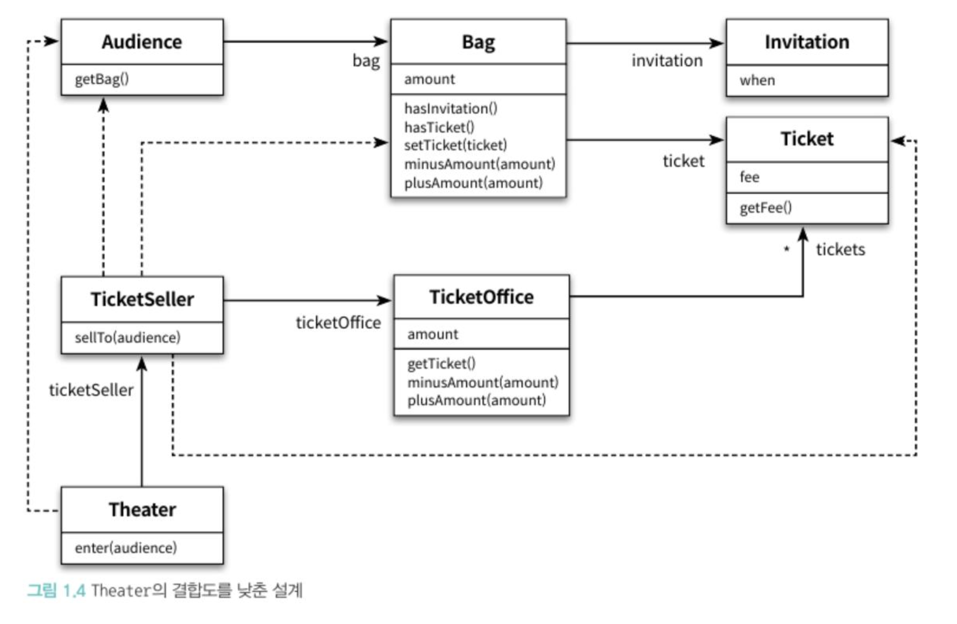 Audience
getBag()
bag
Bag
amount
hasInvitation()
hasTicket()
setTicket(ticket)
minusAmount(amount)
plusAmount(amount)
invitation
Invitation
when
ticket
Ticket
fee
getFee()
* tickets
TicketSeller
sellTo(audience)
ticketOffice
TicketOffice
amount
getTicket()
minusAmount(amount)
plusAmount(amount)
ticketSeller
Theater
enter(audience)
그림 1.4 Theater의 결합도를 낮춘 설계